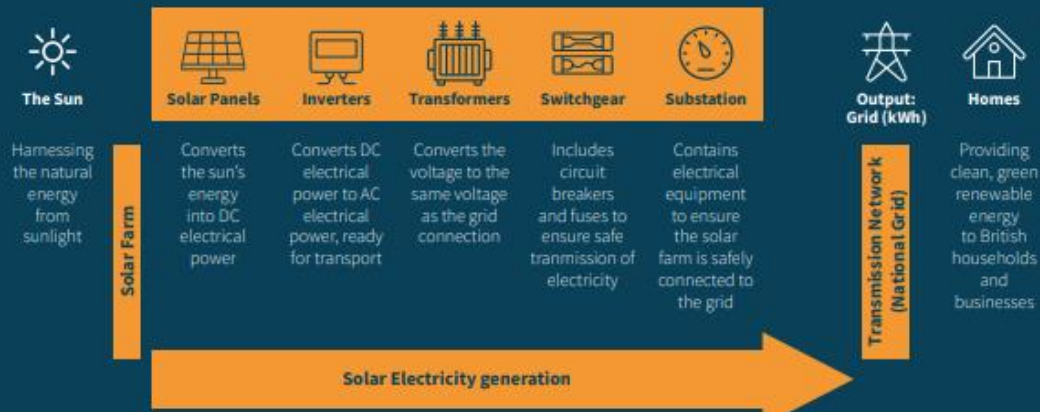 The Sun
Solar Panels
Inverters
Transformers
Switchgear
Substation
Output:
Grid (kWh)
Homes
Harnessing
the natural
energy
from
sunlight
Solar Farm
Converts
the sun's
energy
into DC
electrical
power
Converts DC
electrical
power to AC
electrical
power, ready
for transport
Converts the
voltage to the
same voltage
as the grid
connection
Includes
circuit
breakers
and fuses to
ensure safe
tranmission of
electricity
Contains
electrical
equipment
to ensure
the solar
farm is safely
connected to
the grid
Transmission Network
(National Grid)
Providing
clean, green
renewable
energy
to British
households
and
businesses
Solar Electricity generation